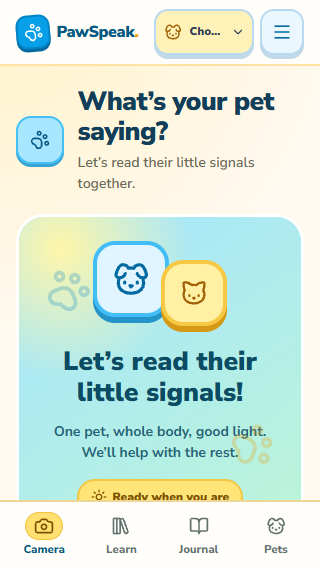 PawSpeak.
Cho...
What's your pet
saying?
Let's read their little signals
together.
Let's read their
little signals!
One pet, whole body, good light.
We'll help with the rest.
Ready when you are
Camera
Learn
Journal
Pets